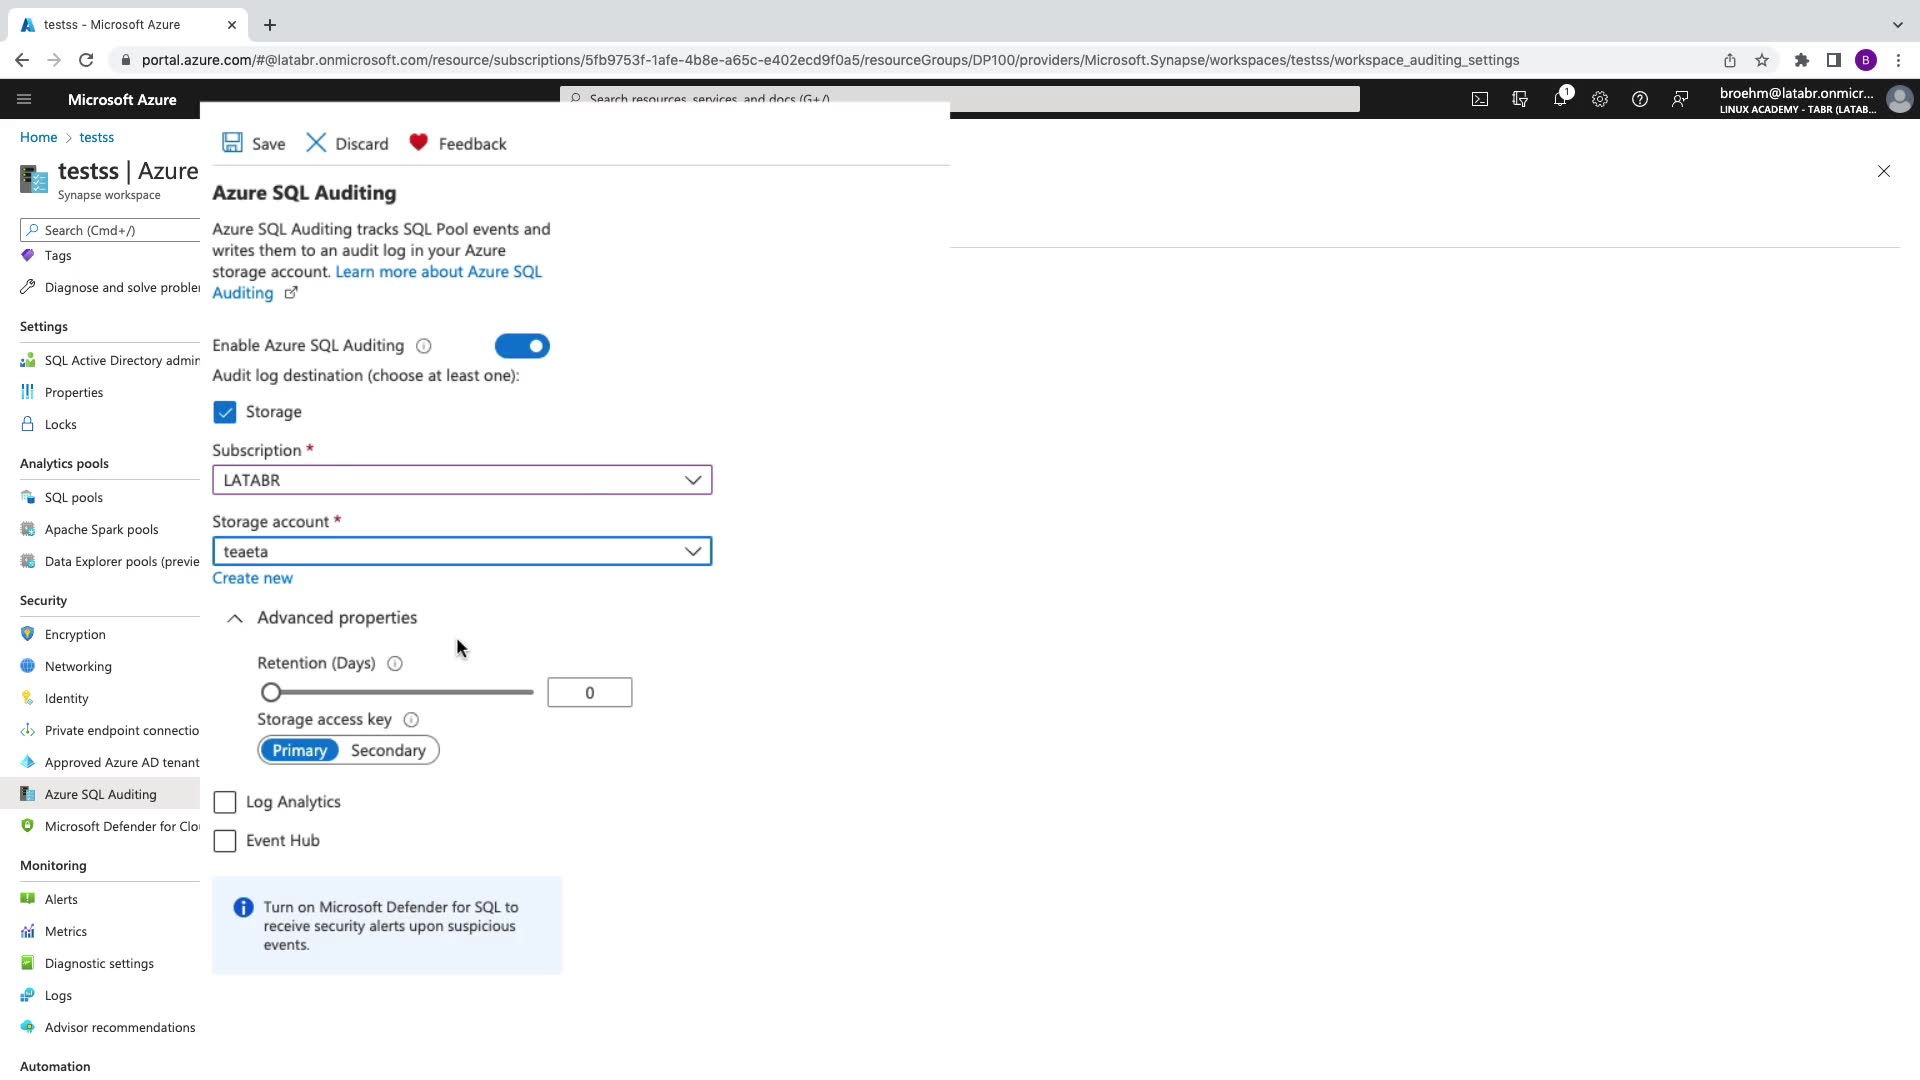 testss - Microsoft Azure
portal.azure.com/#@latabr.onmicrosoft.com/resource/subscriptions/5fb9753f-1afe-4b8e-a65c-e402ecd9f0a5/resourceGroups/DP100/providers/Microsoft.Synapse/workspaces/testss/workspace_auditing_settings
B
Microsoft Azure
Search resources, services, and docs (G+/)
1
broehm@latabr.onmicr...
LINUX ACADEMY - TABR (LATAB...
Home > testss
testss | Azure
Synapse workspace
Search (Cmd+/)
Tags
Diagnose and solve probler
Settings
SQL Active Directory admin
Properties
Locks
Analytics pools
SQL pools
Apache Spark pools
Data Explorer pools (previe
Security
Encryption
Networking
Identity
Private endpoint connectio
Approved Azure AD tenant
Azure SQL Auditing
Microsoft Defender for Clo
Monitoring
Alerts
Metrics
Diagnostic settings
Logs
Advisor recommendations
Automation
Save
Discard
Feedback
Azure SQL Auditing
Azure SQL Auditing tracks SQL Pool events and
writes them to an audit log in your Azure
storage account. Learn more about Azure SQL
Auditing
Enable Azure SQL Auditing
Audit log destination (choose at least one):
Storage
Subscription *
LATABR
Storage account *
teaeta
Create new
Advanced properties
Retention (Days)
0
Storage access key
Primary Secondary
Log Analytics
Event Hub
Turn on Microsoft Defender for SQL to
receive security alerts upon suspicious
events.